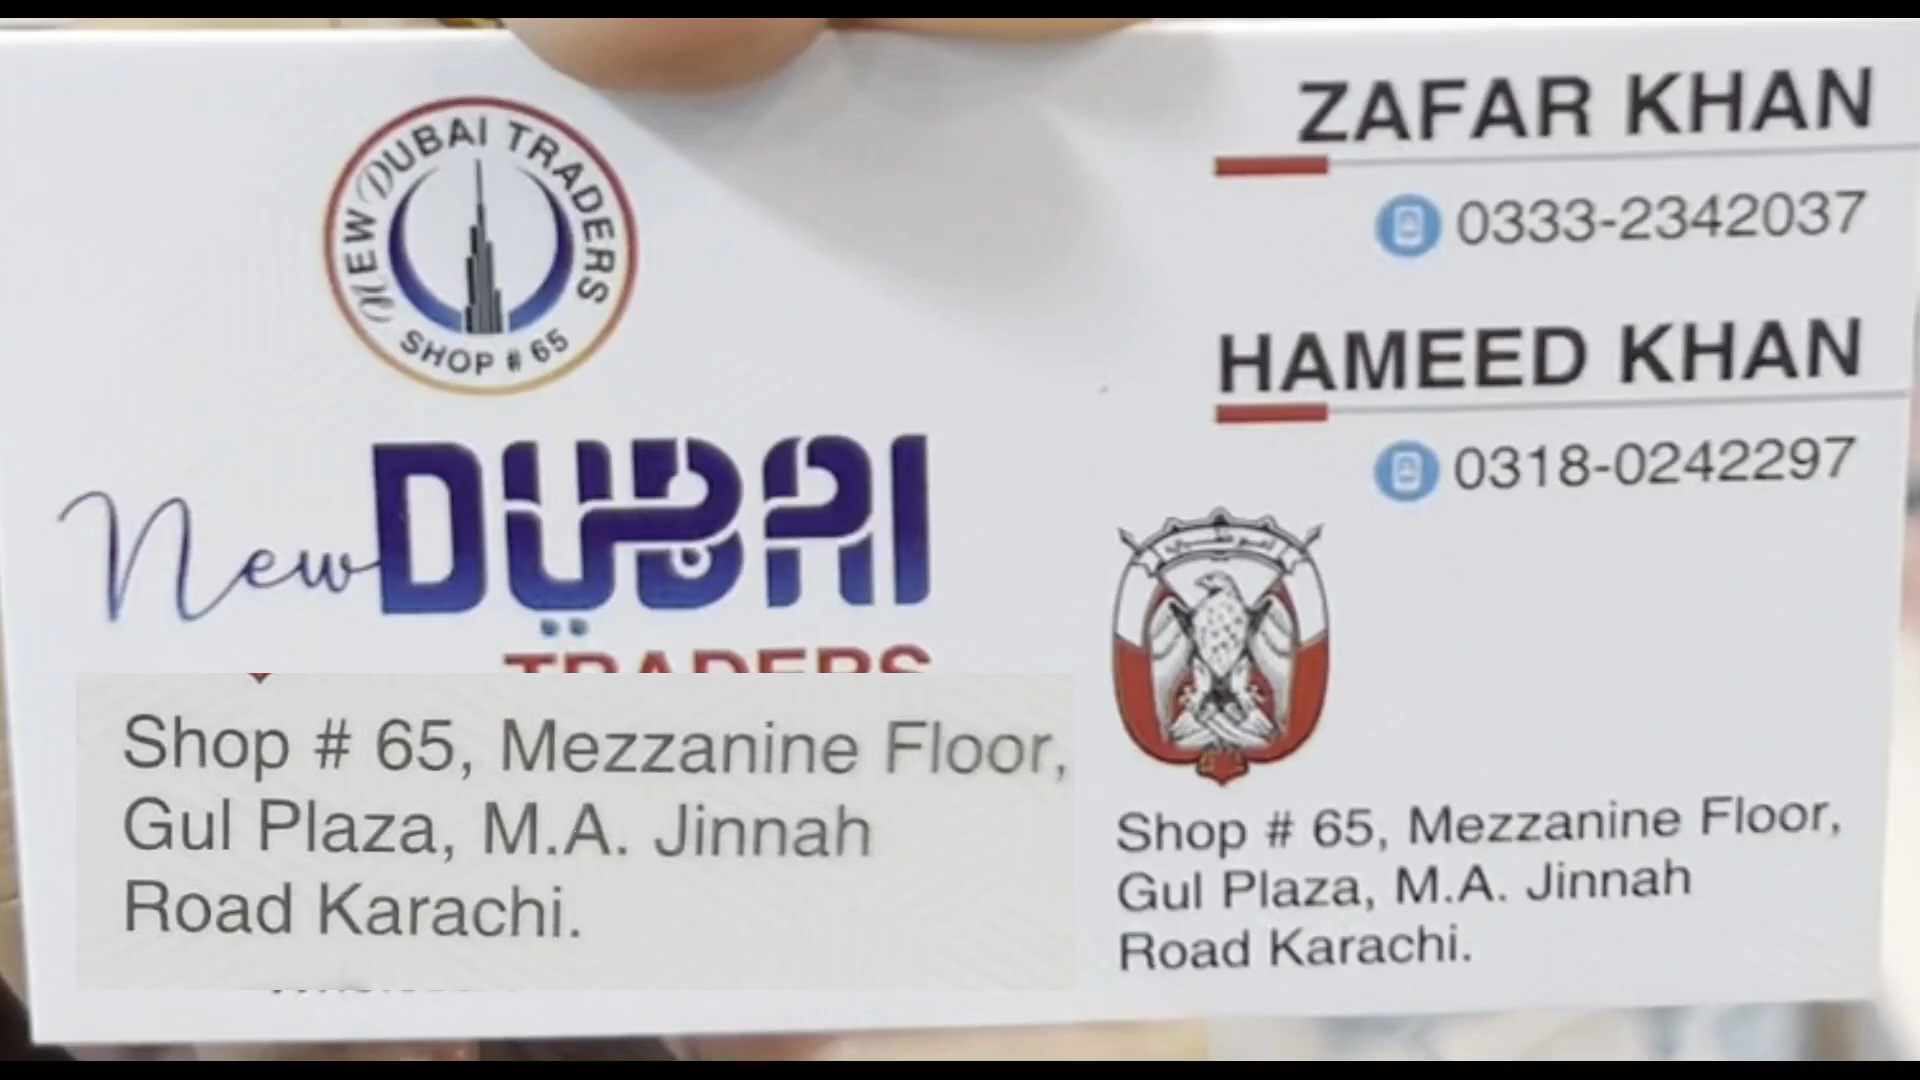 NEW DUBAI TRADERS
SHOP # 65
New DUBAI
TRADERS
Shop # 65, Mezzanine Floor,
Gul Plaza, M.A. Jinnah
Road Karachi.
ZAFAR KHAN
0333-2342037
HAMEED KHAN
0318-0242297
Shop # 65, Mezzanine Floor,
Gul Plaza, M.A. Jinnah
Road Karachi.